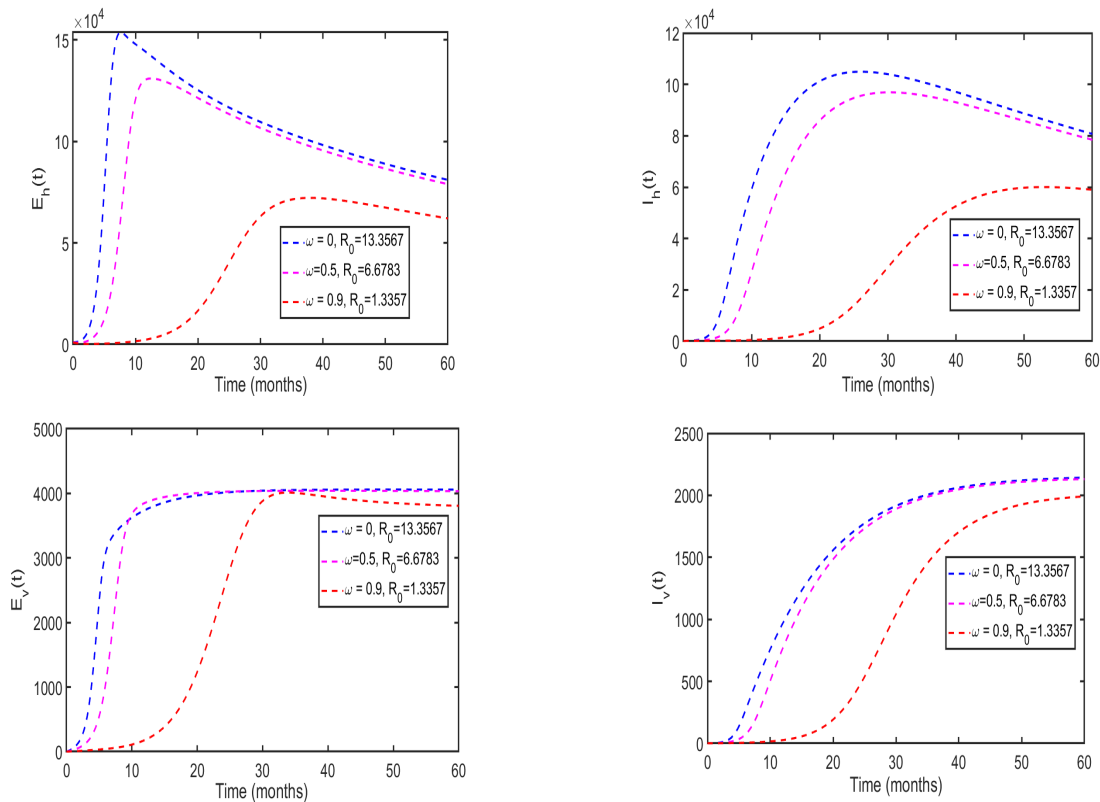 ×10⁴
15
10
5
0
E_h(t)
0 10 20 30 40 50 60
Time (months)
ω = 0, R_0=13.3567
ω=0.5, R_0=6.6783
ω = 0.9, R_0=1.3357
×10⁴
12
10
8
6
4
2
0
I_h(t)
0 10 20 30 40 50 60
Time (months)
ω = 0, R_0=13.3567
ω=0.5, R_0=6.6783
ω = 0.9, R_0=1.3357
5000
4000
3000
2000
1000
0
E_v(t)
0 10 20 30 40 50 60
Time (months)
ω = 0, R_0=13.3567
ω=0.5, R_0=6.6783
ω = 0.9, R_0=1.3357
2500
2000
1500
1000
500
0
I_v(t)
0 10 20 30 40 50 60
Time (months)
ω = 0, R_0=13.3567
ω=0.5, R_0=6.6783
ω = 0.9, R_0=1.3357